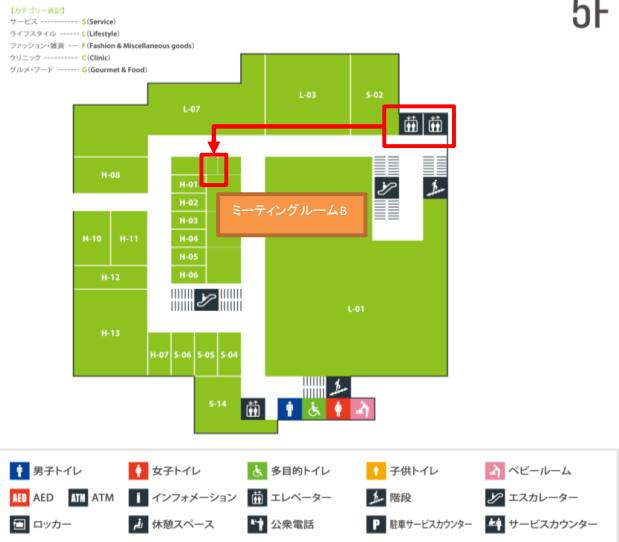 5F
【カテゴリー表記】
サービス ----------- S (Service)
ライフスタイル ------ L (Lifestyle)
ファッション・雑貨 --- F (Fashion & Miscellaneous goods)
クリニック ---------- C (Clinic)
グルメ・フード ------ G (Gourmet & Food)
L-07
L-03
S-02
H-08
H-01
H-02
ミーティングルームB
H-03
H-10
H-11
H-04
H-05
H-12
H-06
L-01
H-13
H-07
S-06
S-05
S-04
S-14
男子トイレ
女子トイレ
多目的トイレ
子供トイレ
ベビールーム
AED AED
ATM ATM
インフォメーション
エレベーター
階段
エスカレーター
ロッカー
休憩スペース
公衆電話
P 駐車サービスカウンター
サービスカウンター